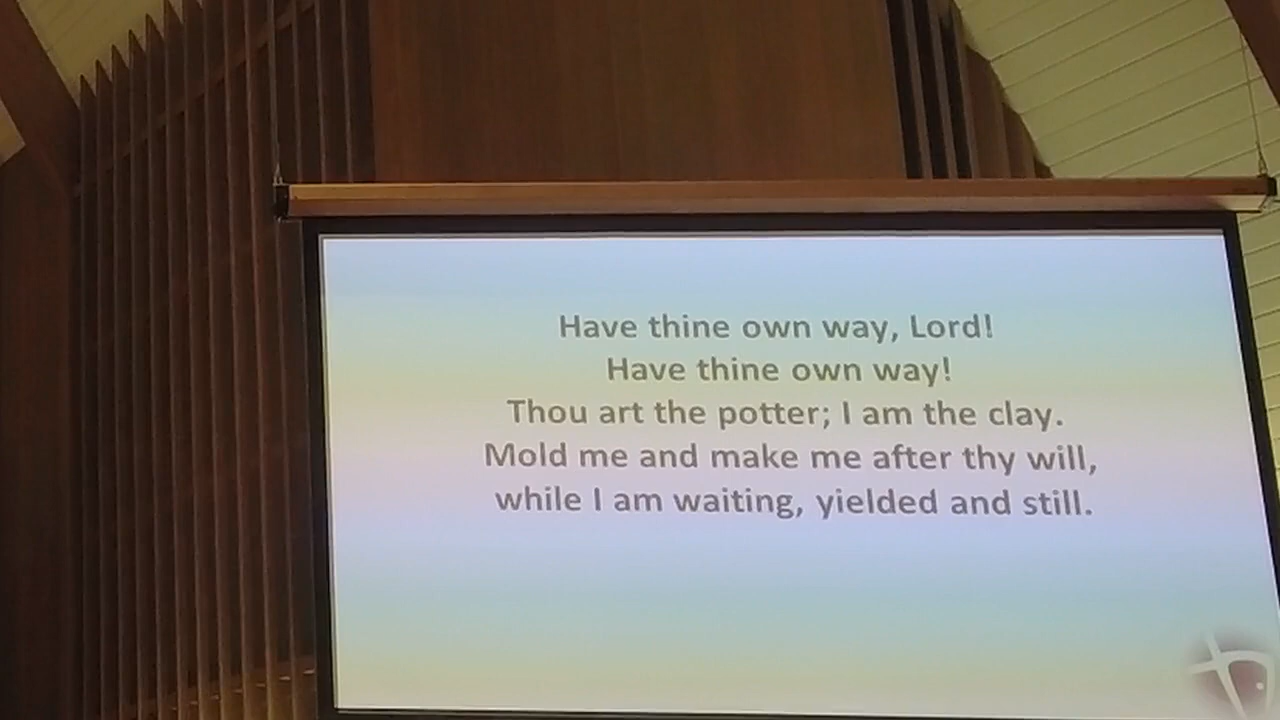 Have thine own way, Lord!
Have thine own way!
Thou art the potter; I am the clay.
Mold me and make me after thy will,
while I am waiting, yielded and still.